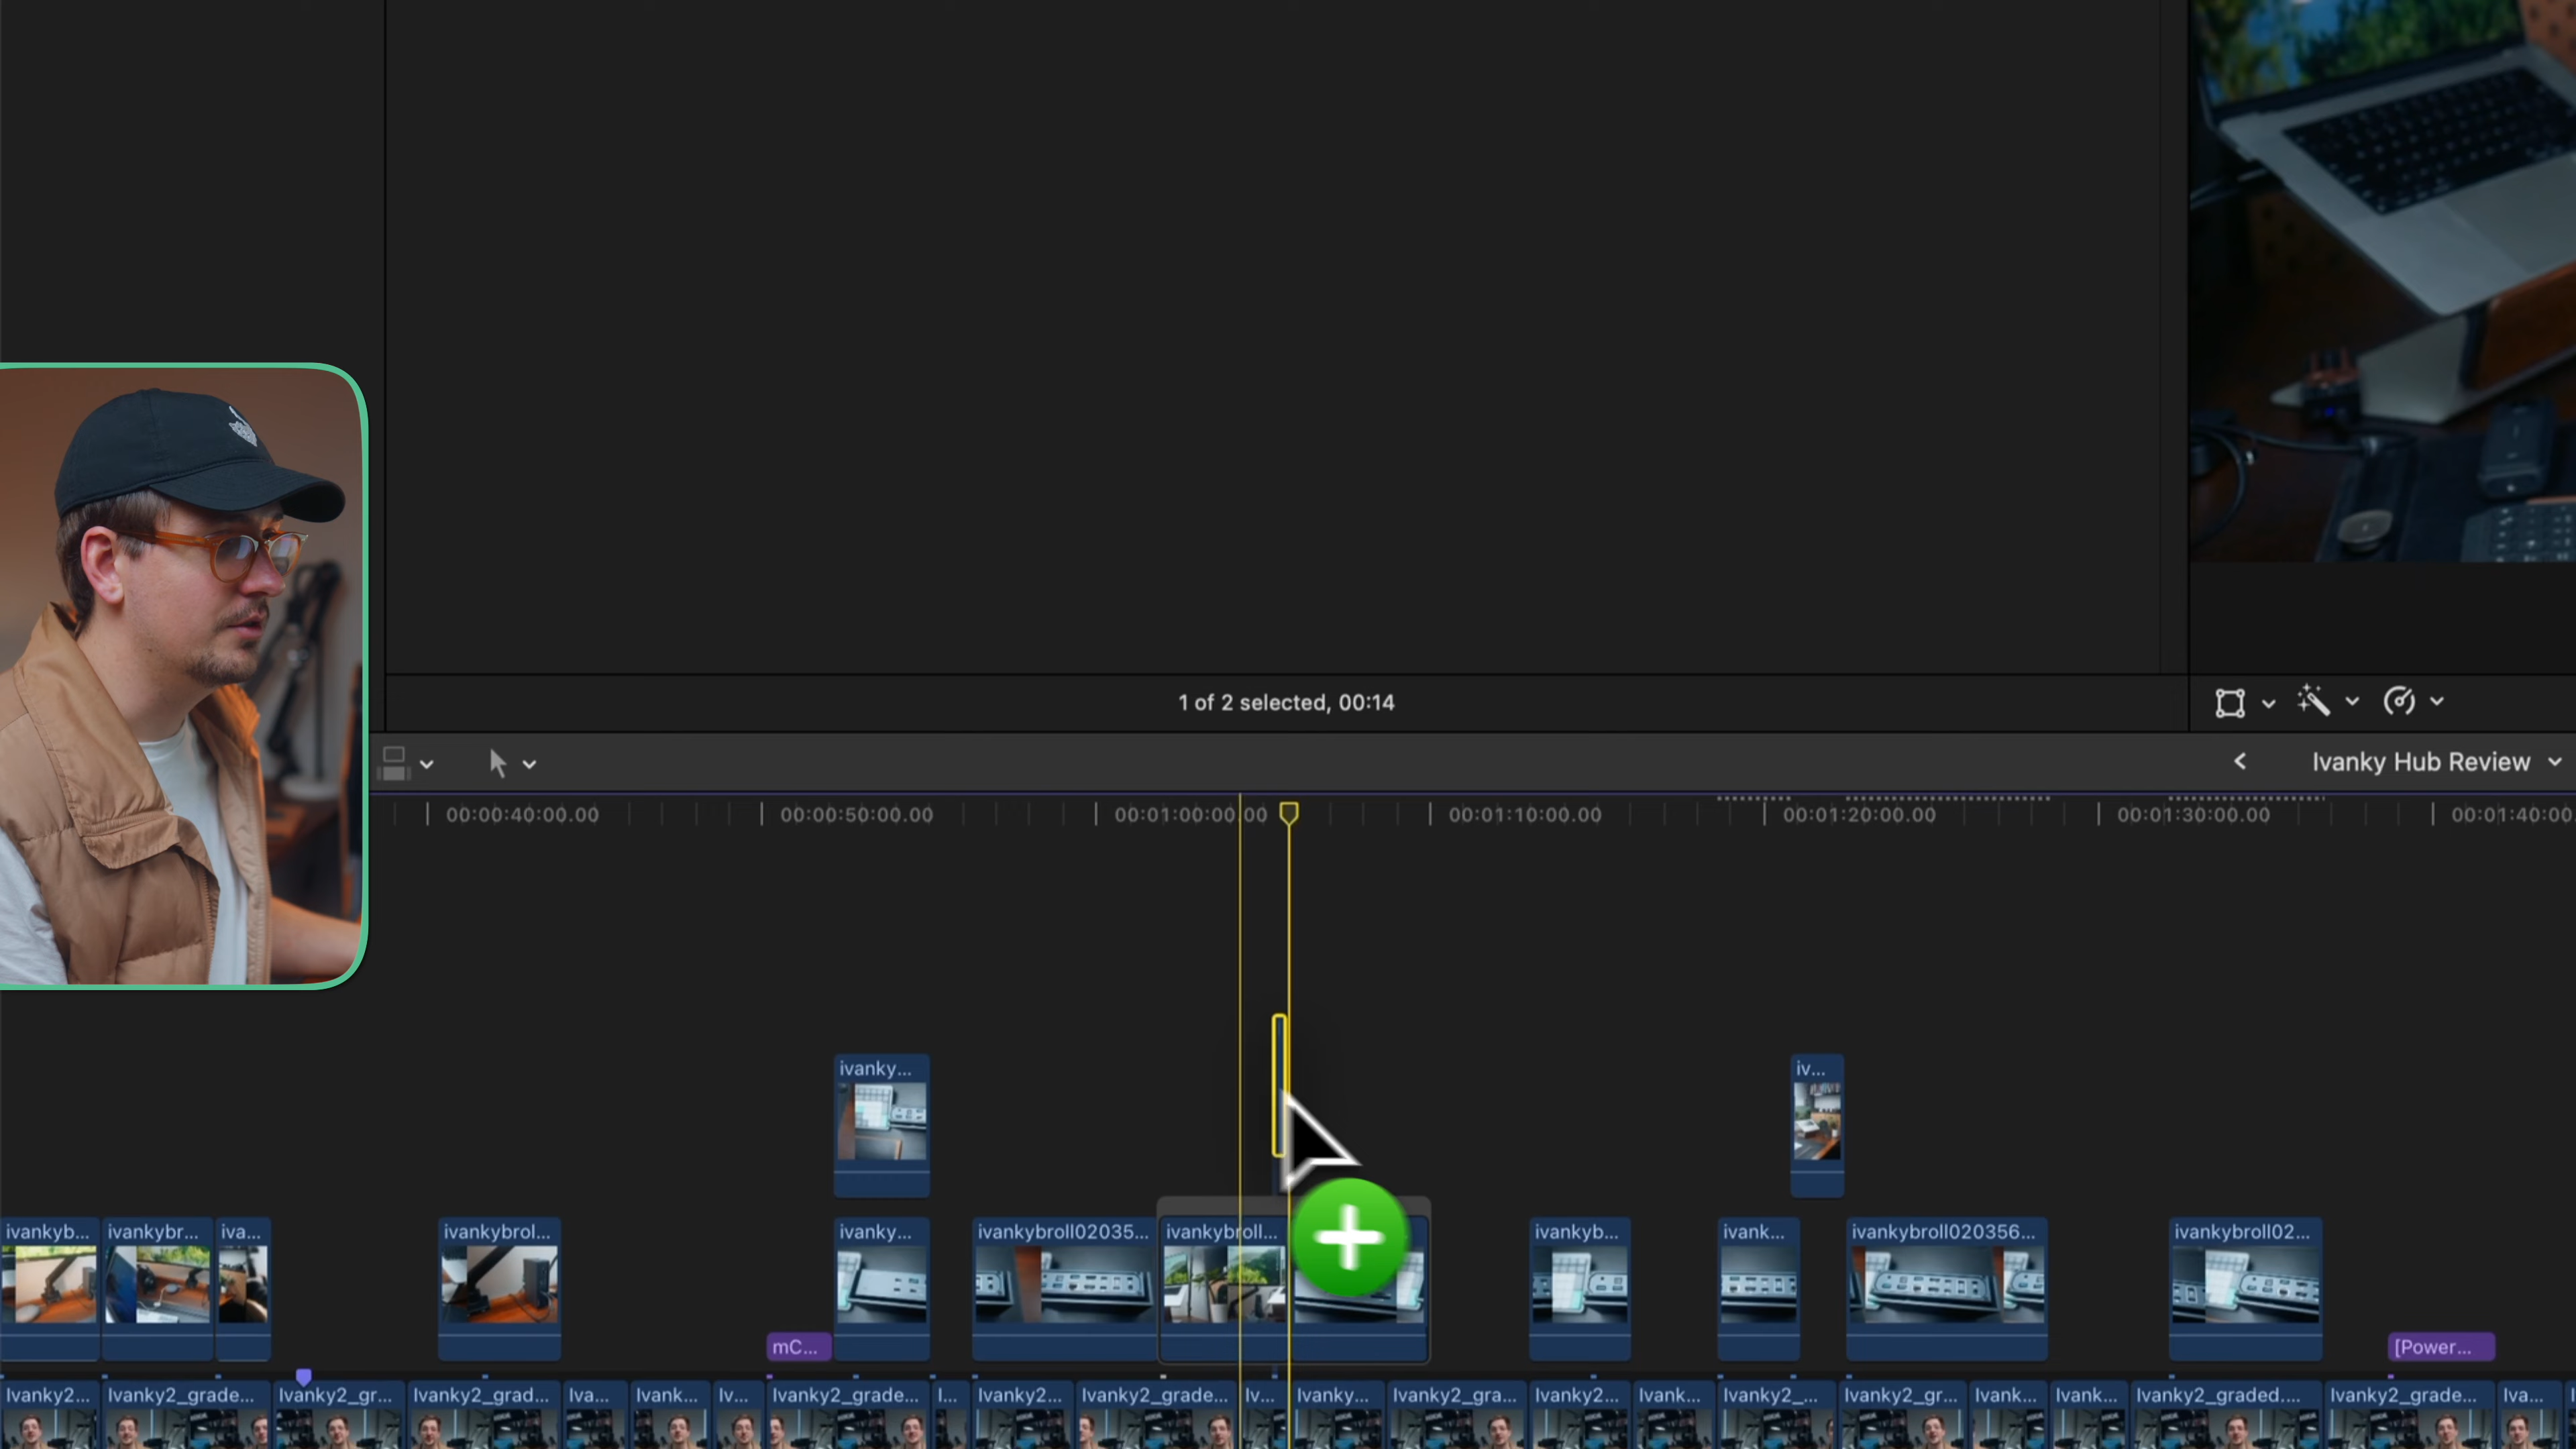 1 of 2 selected, 00:14
Ivanky Hub Review
00:00:40:00.00
00:00:50:00.00
00:01:00:00.00
00:01:10:00.00
00:01:20:00.00
00:01:30:00.00
00:01:40:00.
ivanky...
iv...
ivankyb...
ivankybr...
iva...
ivankybrol...
ivanky...
ivankybroll02035...
ivankybroll...
ivankyb...
ivank...
ivankybroll020356...
ivankybroll02...
mC...
[Power...
Ivanky2...
Ivanky2_grade...
Ivanky2_gr...
Ivanky2_grad...
Iva...
Ivank...
Iv...
Ivanky2_grade...
I...
Ivanky2...
Ivanky2_grade...
Iv...
Ivanky...
Ivanky2_gra...
Ivanky2...
Ivank...
Ivanky2_...
Ivanky2_gr...
Ivank...
Ivank...
Ivanky2_graded....
Ivanky2_grade...
Iva...